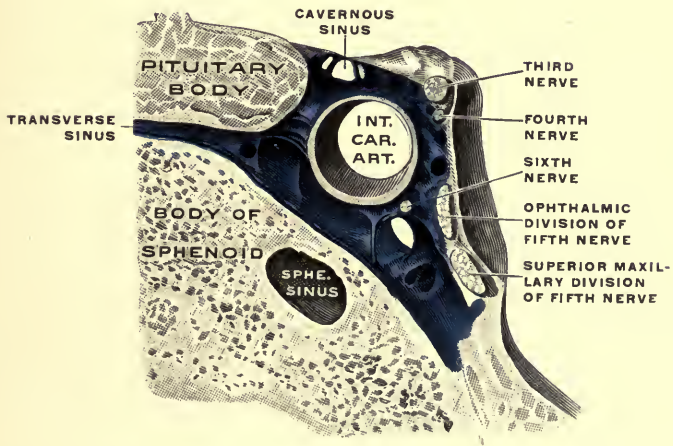 CAVERNOUS
SINUS
PITUITARY
BODY
TRANSVERSE
SINUS
INT.
CAR.
ART.
THIRD
NERVE
FOURTH
NERVE
SIXTH
NERVE
OPHTHALMIC
DIVISION OF
FIFTH NERVE
SUPERIOR MAXIL-
LARY DIVISION
OF FIFTH NERVE
BODY OF
SPHENOID
SPHE.
SINUS